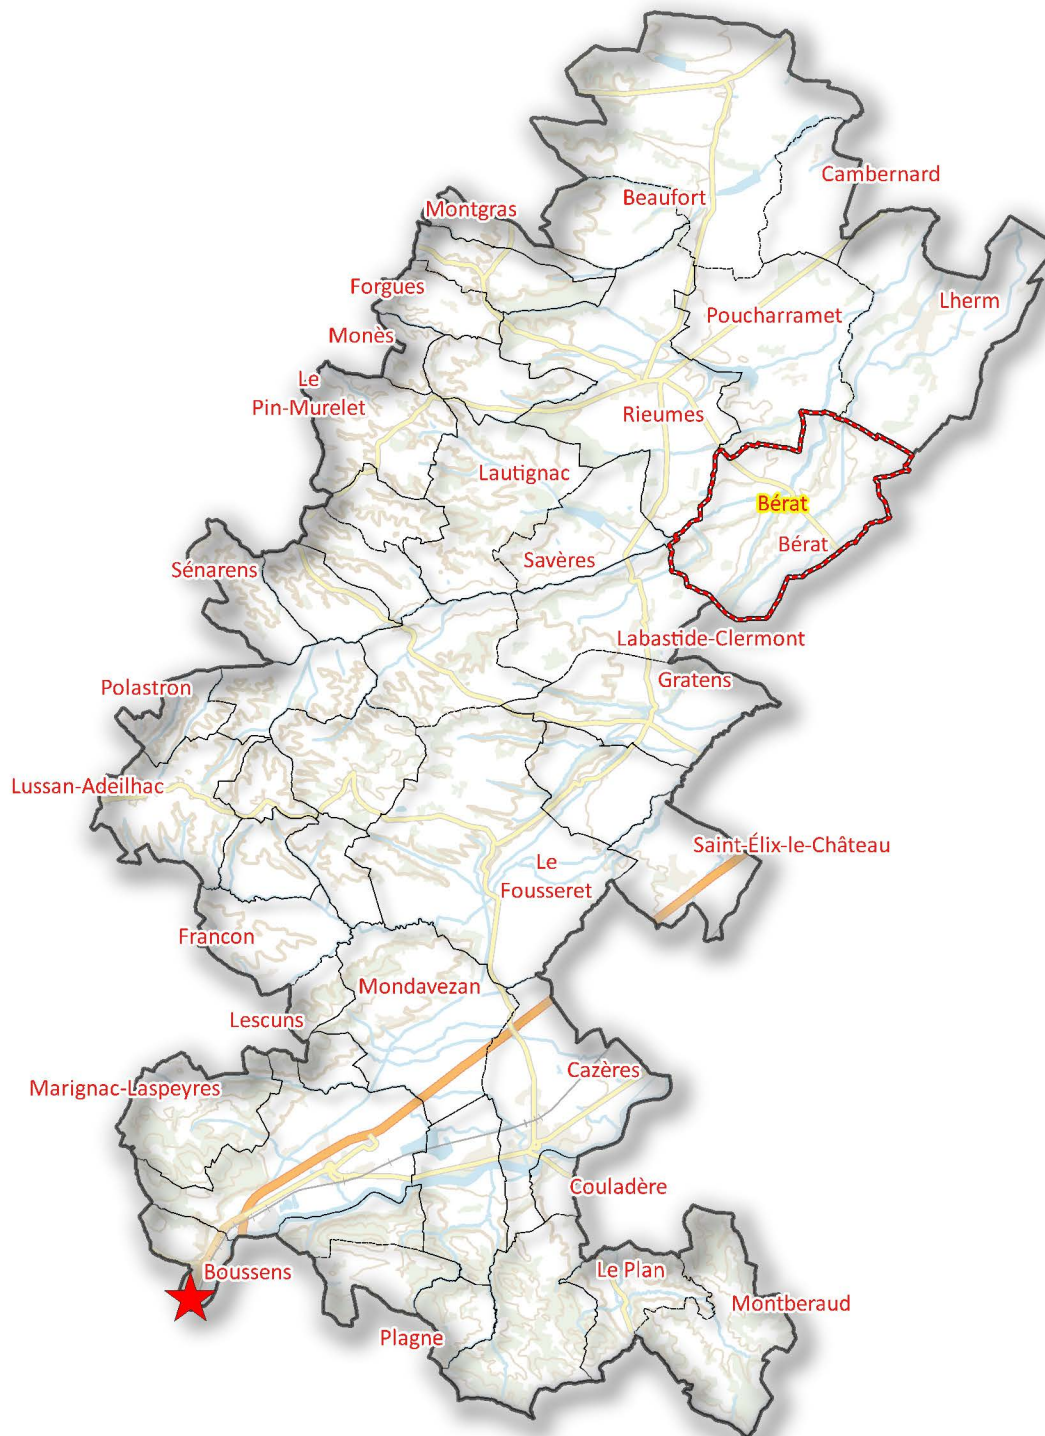 Cambernard
Beaufort
Montgras
Forgues
Lherm
Poucharramet
Monès
Le
Pin-Murelet
Rieumes
Lautignac
Bérat
Bérat
Savères
Sénarens
Labastide-Clermont
Gratens
Polastron
Lussan-Adeilhac
Saint-Élix-le-Château
Le
Fousseret
Francon
Mondavezan
Lescuns
Cazères
Marignac-Laspeyres
Couladère
Boussens
Le Plan
Montberaud
Plagne